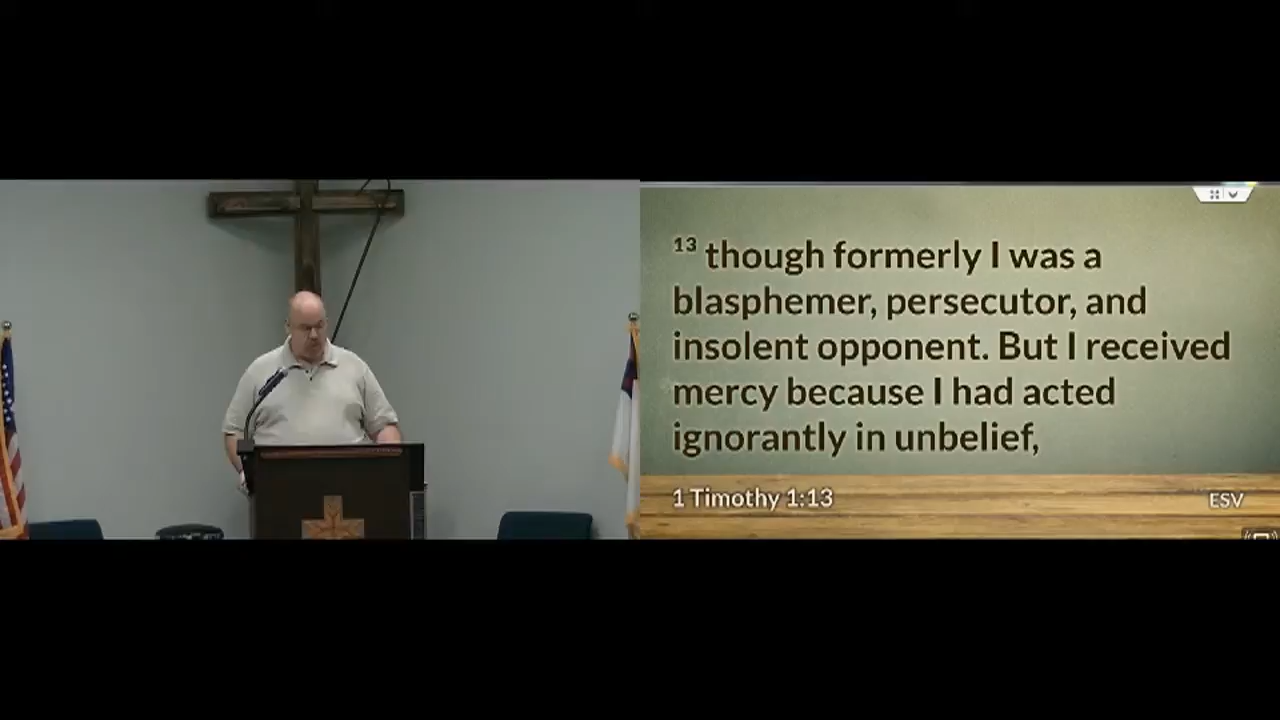 13 though formerly I was a
blasphemer, persecutor, and
insolent opponent. But I received
mercy because I had acted
ignorantly in unbelief,
1 Timothy 1:13
ESV